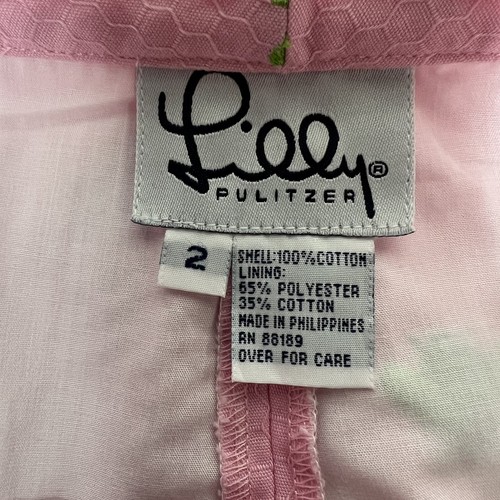 Lilly®
PULITZER
2
SHELL:100%COTTON
LINING:
65% POLYESTER
35% COTTON
MADE IN PHILIPPINES
RN 88189
OVER FOR CARE